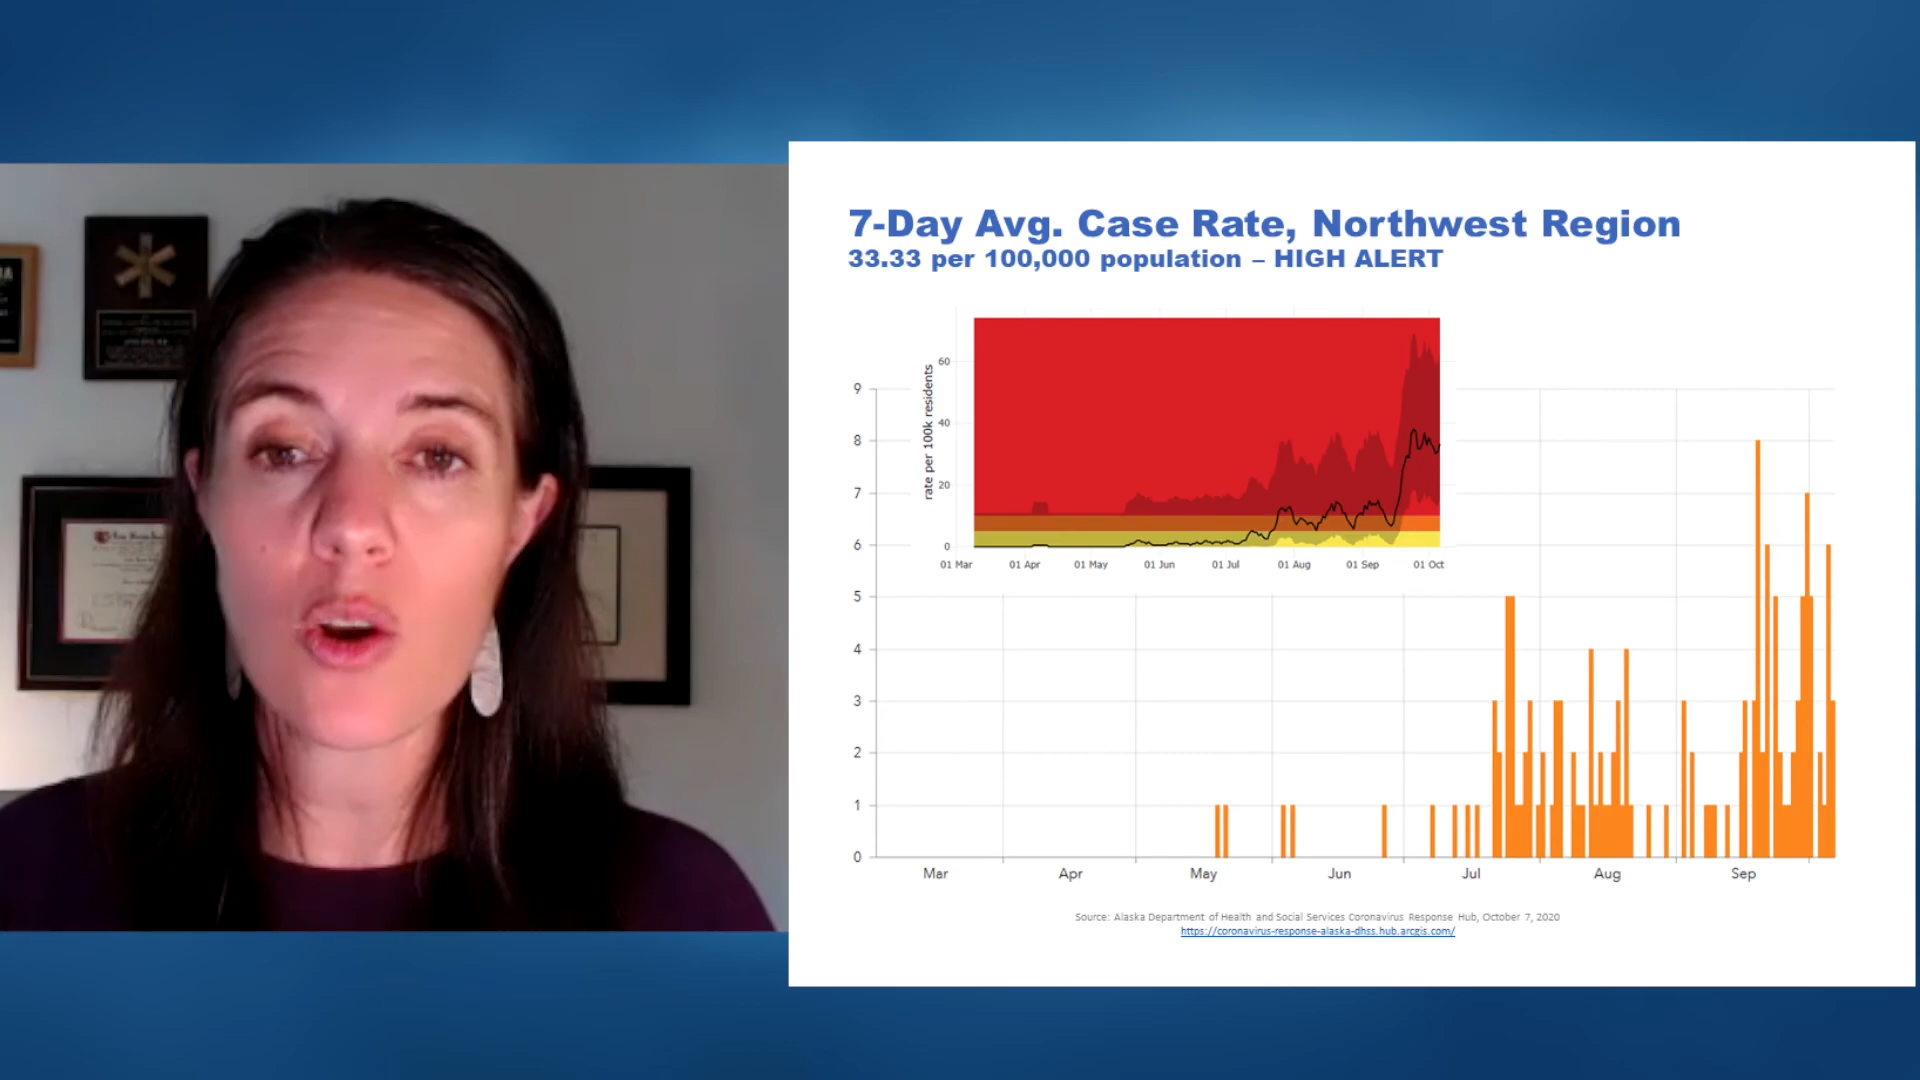 7-Day Avg. Case Rate, Northwest Region
33.33 per 100,000 population – HIGH ALERT
rate per 100k residents
60
40
20
0
01 Mar 01 Apr 01 May 01 Jun 01 Jul 01 Aug 01 Sep 01 Oct
9
8
7
6
5
4
3
2
1
0
Mar Apr May Jun Jul Aug Sep
Source: Alaska Department of Health and Social Services Coronavirus Response Hub, October 7, 2020
https://coronavirus-response-alaska-dhss.hub.arcgis.com/